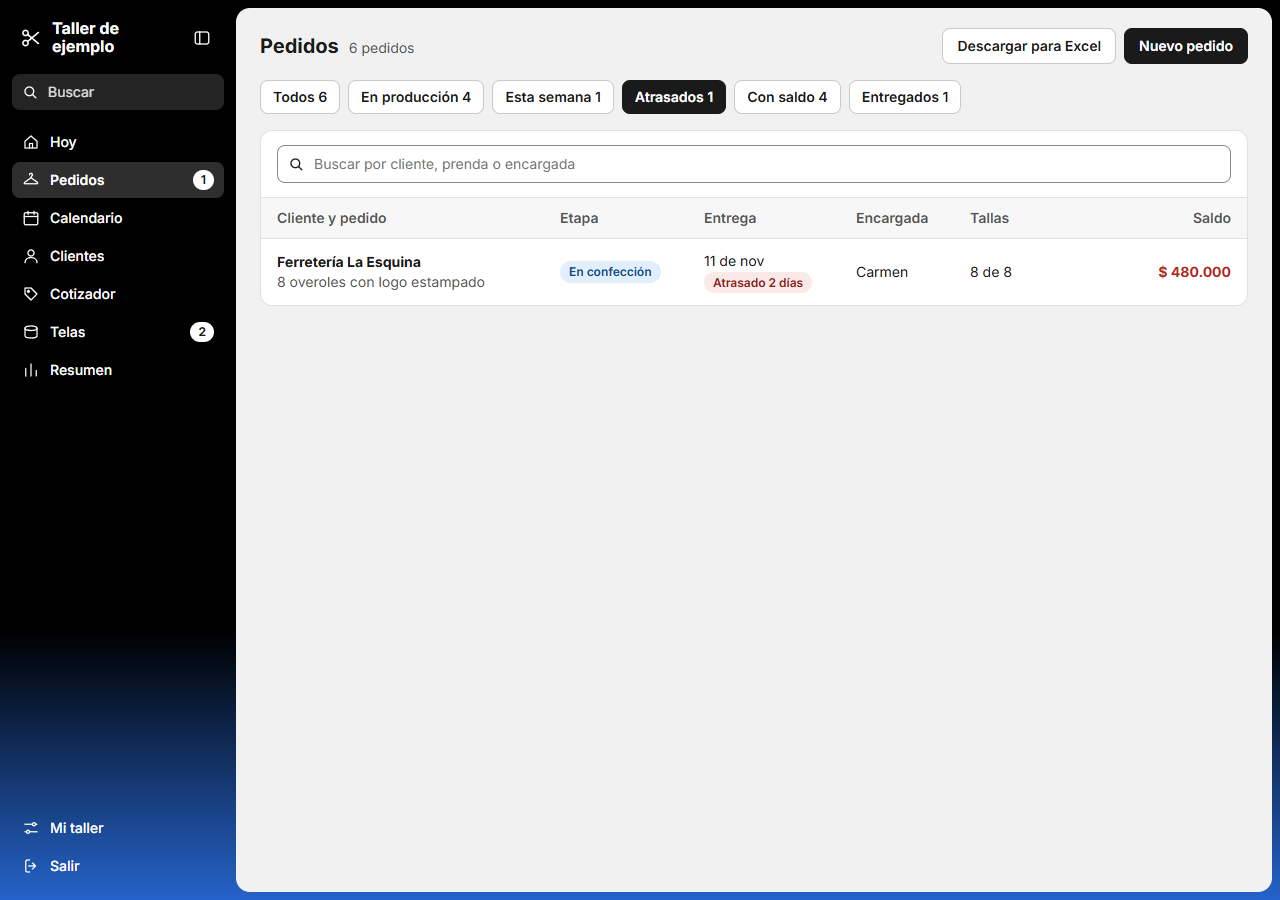 Taller de
ejemplo
Buscar
Hoy
Pedidos 1
Calendario
Clientes
Cotizador
Telas 2
Resumen
Mi taller
Salir
Pedidos 6 pedidos
Descargar para Excel Nuevo pedido
Todos 6 En producción 4 Esta semana 1 Atrasados 1 Con saldo 4 Entregados 1
Buscar por cliente, prenda o encargada
Cliente y pedido Etapa Entrega Encargada Tallas Saldo
Ferretería La Esquina
8 overoles con logo estampado
En confección
11 de nov
Atrasado 2 días
Carmen
8 de 8
$ 480.000